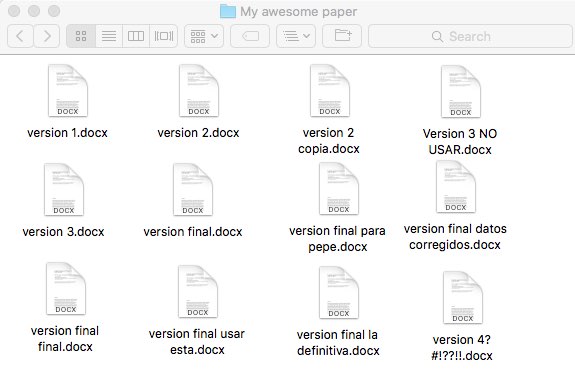 My awesome paper
Search
DOCX DOCX DOCX DOCX
version 1.docx version 2.docx version 2 Version 3 NO
copia.docx USAR.docx
DOCX DOCX DOCX DOCX
version 3.docx version final.docx version final para version final datos
pepe.docx corregidos.docx
DOCX DOCX DOCX DOCX
version final version final usar version final la version 4?
final.docx esta.docx definitiva.docx #!??!!.docx